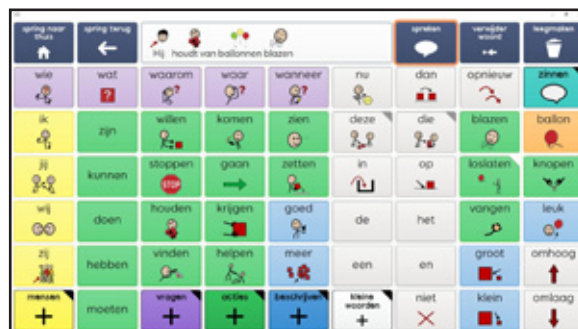 spring naar thuis
spring terug
Hij houdt van ballonnen blazen
spreken
verwijder woord
leegmaken
wie wat waarom waar wanneer nu dan opnieuw zinnen
ik zijn willen komen zien deze die blazen ballon
jij kunnen stoppen gaan zetten in op loslaten knopen
STOP
wij doen houden krijgen goed de het vangen leuk
zij hebben vinden helpen meer een en groot omhoog
mensen moeten vragen acties beschrijven kleine woorden niet klein omlaag